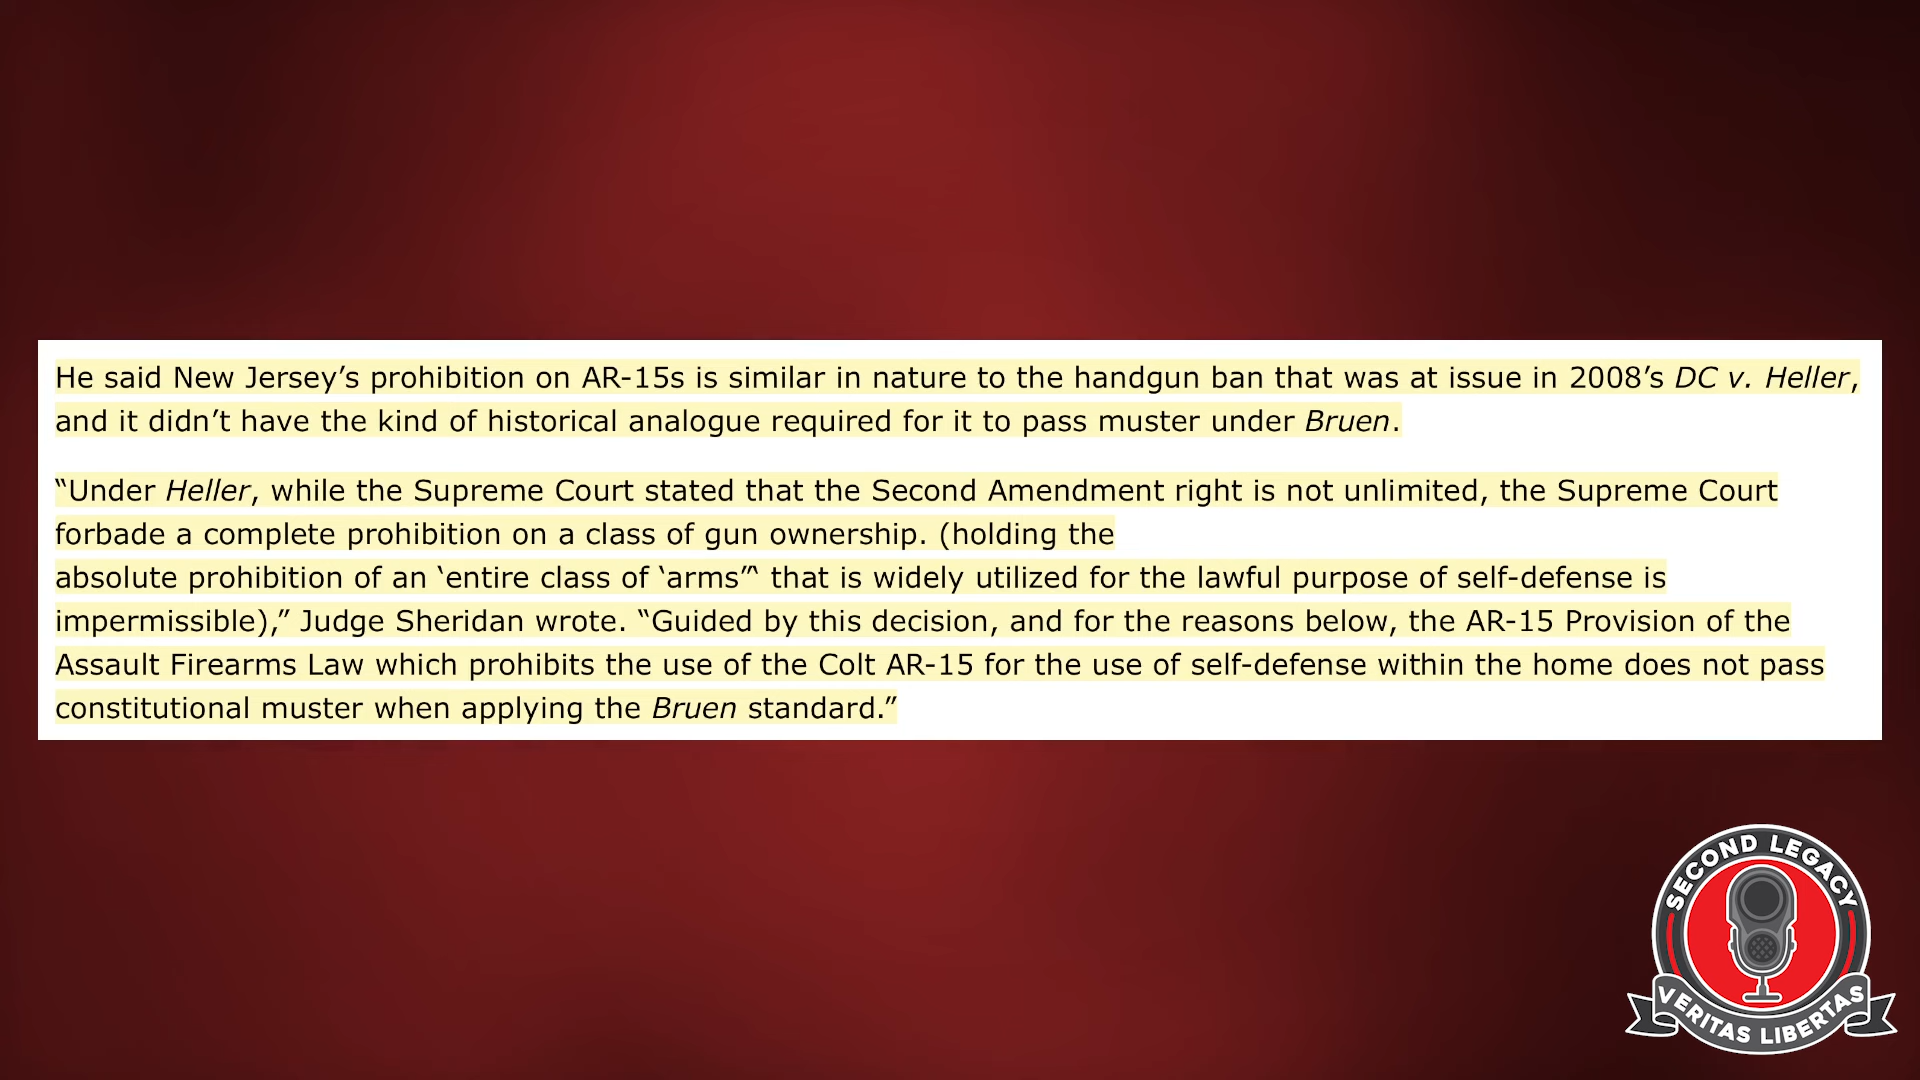 He said New Jersey’s prohibition on AR-15s is similar in nature to the handgun ban that was at issue in 2008’s DC v. Heller,
and it didn’t have the kind of historical analogue required for it to pass muster under Bruen.
“Under Heller, while the Supreme Court stated that the Second Amendment right is not unlimited, the Supreme Court
forbade a complete prohibition on a class of gun ownership. (holding the
absolute prohibition of an ‘entire class of ‘arms”‘ that is widely utilized for the lawful purpose of self-defense is
impermissible),” Judge Sheridan wrote. “Guided by this decision, and for the reasons below, the AR-15 Provision of the
Assault Firearms Law which prohibits the use of the Colt AR-15 for the use of self-defense within the home does not pass
constitutional muster when applying the Bruen standard.”
SECOND LEGACY
VERITAS LIBERTAS